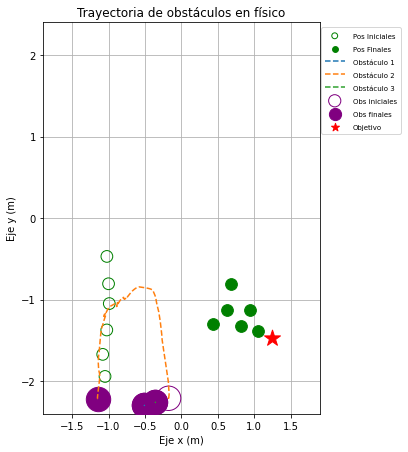 Trayectoria de obstáculos en físico
Pos Iniciales
Pos Finales
Obstáculo 1
Obstáculo 2
Obstáculo 3
Obs iniciales
Obs finales
Objetivo
Eje y (m)
2
1
0
−1
−2
−1.5
−1.0
−0.5
0.0
0.5
1.0
1.5
Eje x (m)